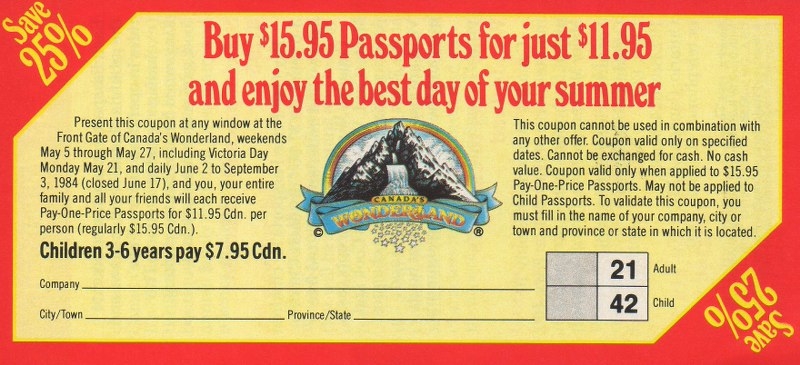 Save
25%
Buy $15.95 Passports for just $11.95
and enjoy the best day of your summer
Present this coupon at any window at the
Front Gate of Canada's Wonderland, weekends
May 5 through May 27, including Victoria Day
Monday May 21, and daily June 2 to September
3, 1984 (closed June 17), and you, your entire
family and all your friends will each receive
Pay-One-Price Passports for $11.95 Cdn. per
person (regularly $15.95 Cdn.).
Children 3-6 years pay $7.95 Cdn.
CANADA'S
WONDERLAND
© ®
This coupon cannot be used in combination with
any other offer. Coupon valid only on specified
dates. Cannot be exchanged for cash. No cash
value. Coupon valid only when applied to $15.95
Pay-One-Price Passports. May not be applied to
Child Passports. To validate this coupon, you
must fill in the name of your company, city or
town and province or state in which it is located.
Company
City/Town Province/State
21 Adult
42 Child
Save
25%